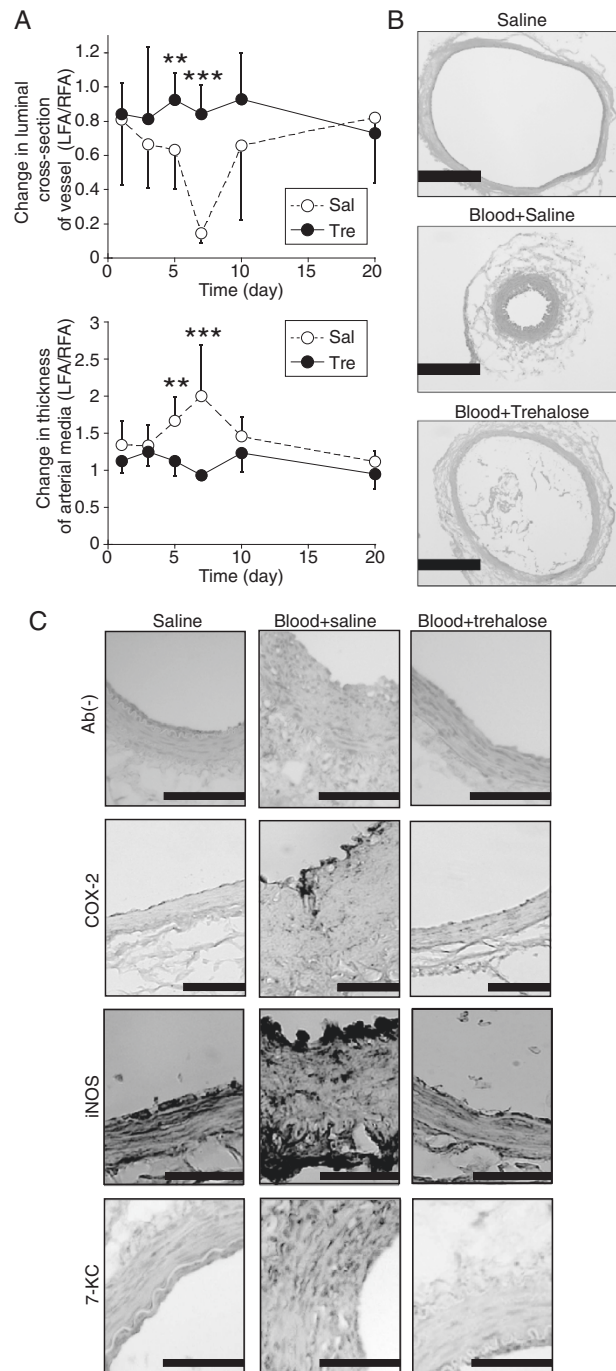 A
Change in luminal
cross-section
of vessel (LFA/RFA)
1.2
1.0
0.8
0.6
0.4
0.2
0
**
***
Sal
Tre
0
5
10
15
20
Time (day)
Change in thickness
of arterial media (LFA/RFA)
3
2.5
2
1.5
1
0.5
0
**
***
Sal
Tre
0
5
10
15
20
Time (day)
B
Saline
Blood+Saline
Blood+Trehalose
C
Saline
Blood+saline
Blood+trehalose
Ab(-)
COX-2
iNOS
7-KC